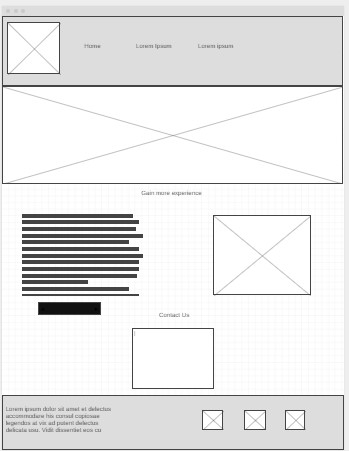 Home
Lorem Ipsum
Lorem ipsum
Gain more experience
Contact Us
Lorem ipsum dolor sit amet et delectus
accommodare his consul copiosae
legendos at vix ad putent delectus
delicata usu. Vidit dissentiet eos cu